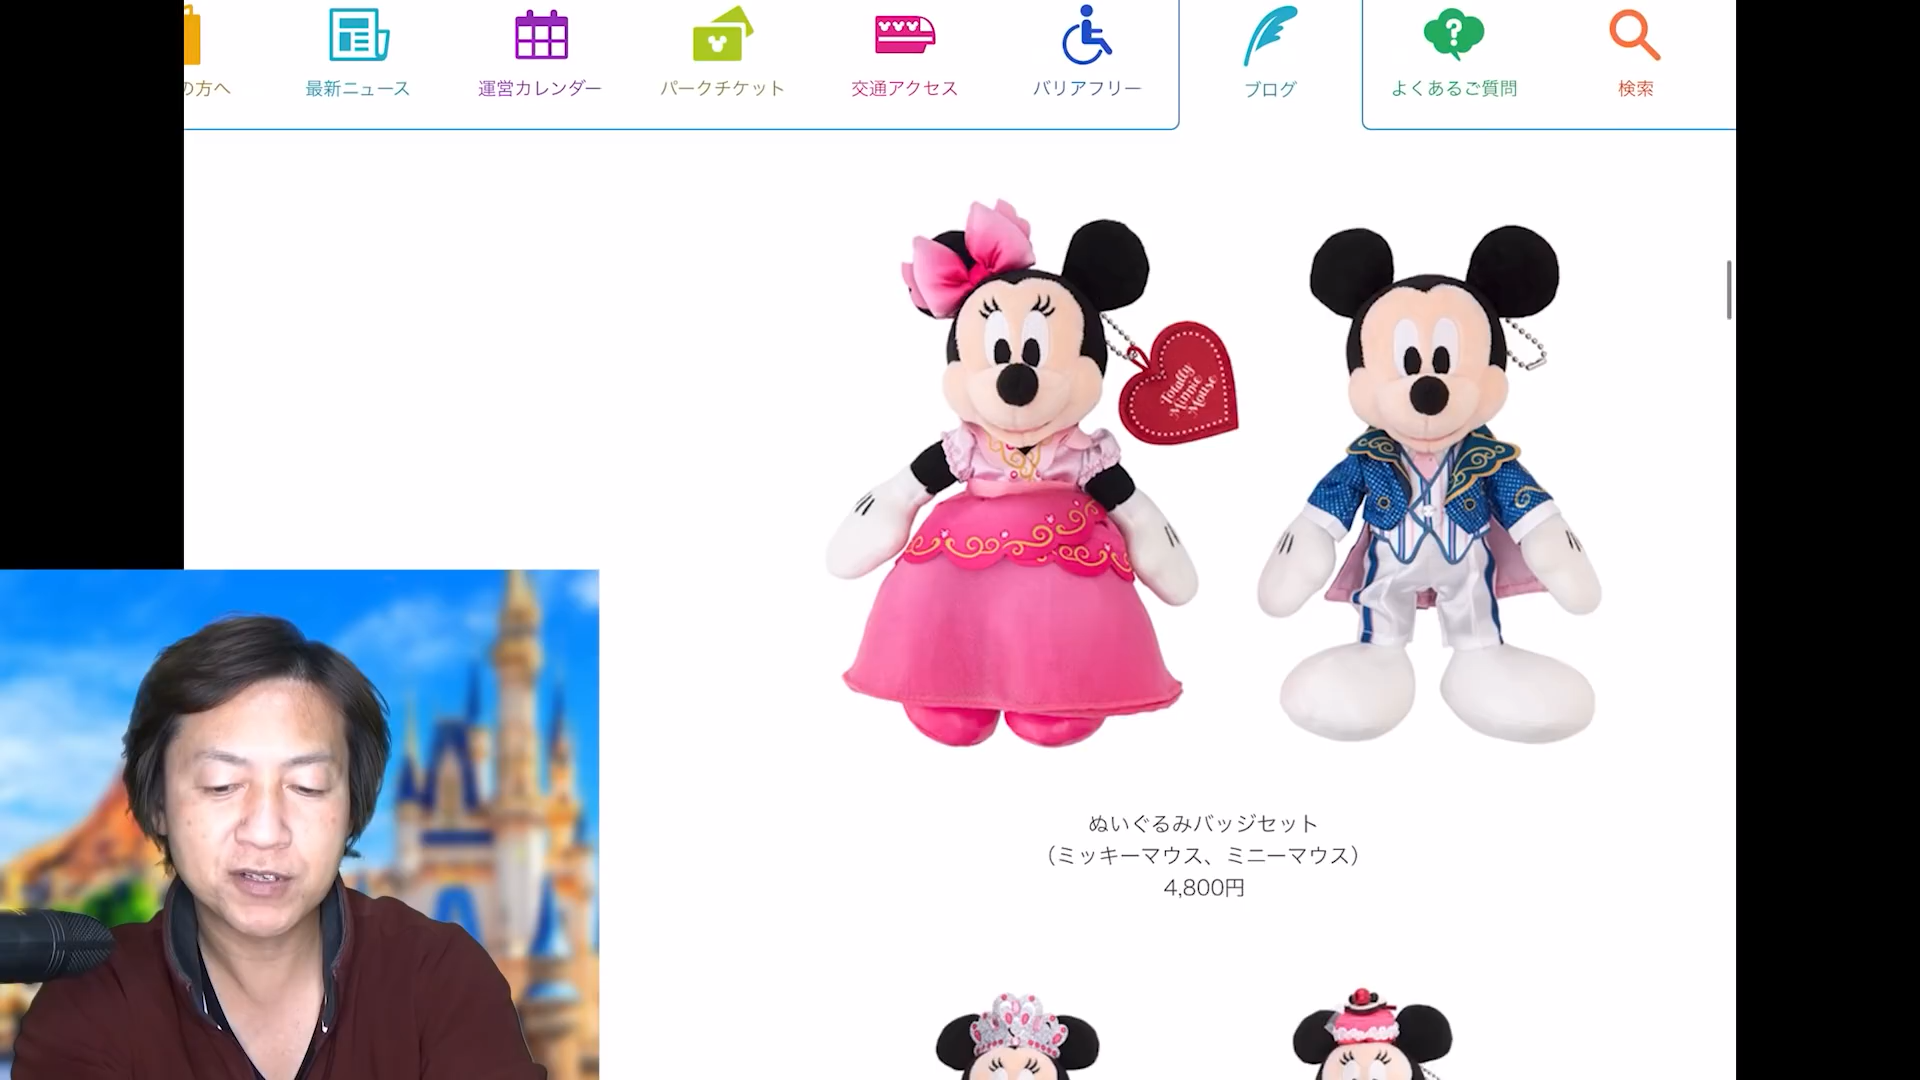 の方へ
最新ニュース
運営カレンダー
パークチケット
交通アクセス
バリアフリー
ブログ
?
よくあるご質問
検索
Totally
Minnie
Mouse
ぬいぐるみバッジセット
（ミッキーマウス、ミニーマウス）
4,800円